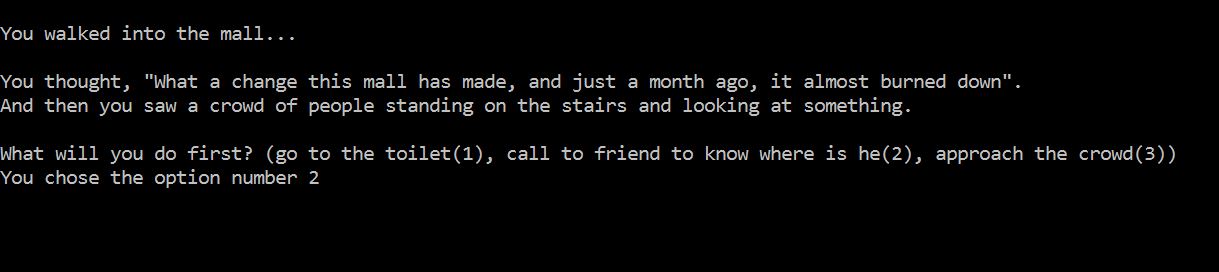 You walked into the mall...
You thought, "What a change this mall has made, and just a month ago, it almost burned down".
And then you saw a crowd of people standing on the stairs and looking at something.
What will you do first? (go to the toilet(1), call to friend to know where is he(2), approach the crowd(3))
You chose the option number 2